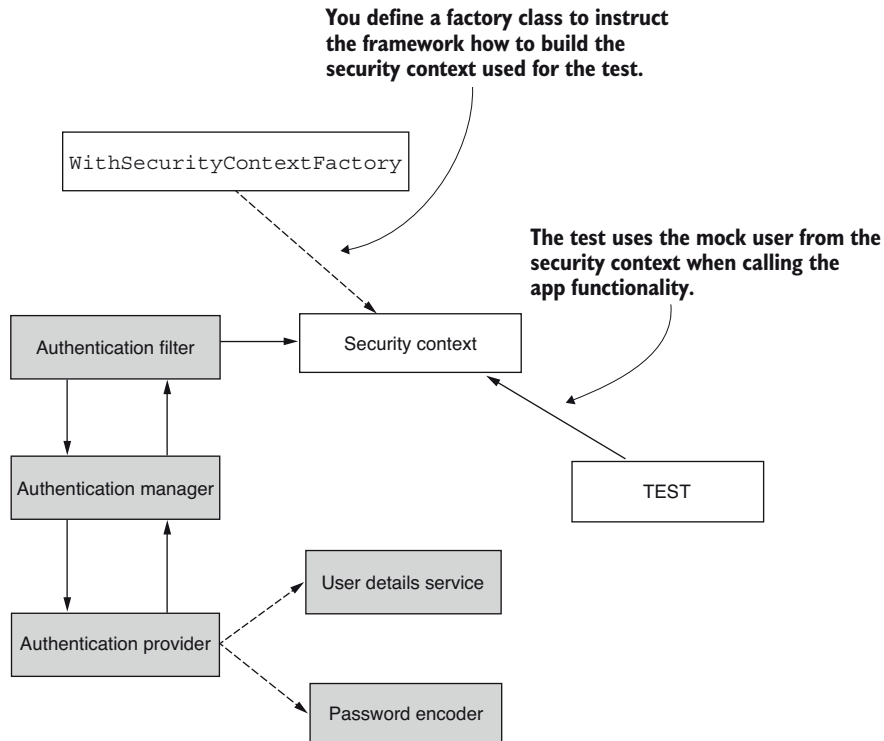 You define a factory class to instruct
the framework how to build the
security context used for the test.
WithSecurityContextFactory
The test uses the mock user from the
security context when calling the
app functionality.
Authentication filter
Security context
Authentication manager
TEST
User details service
Authentication provider
Password encoder